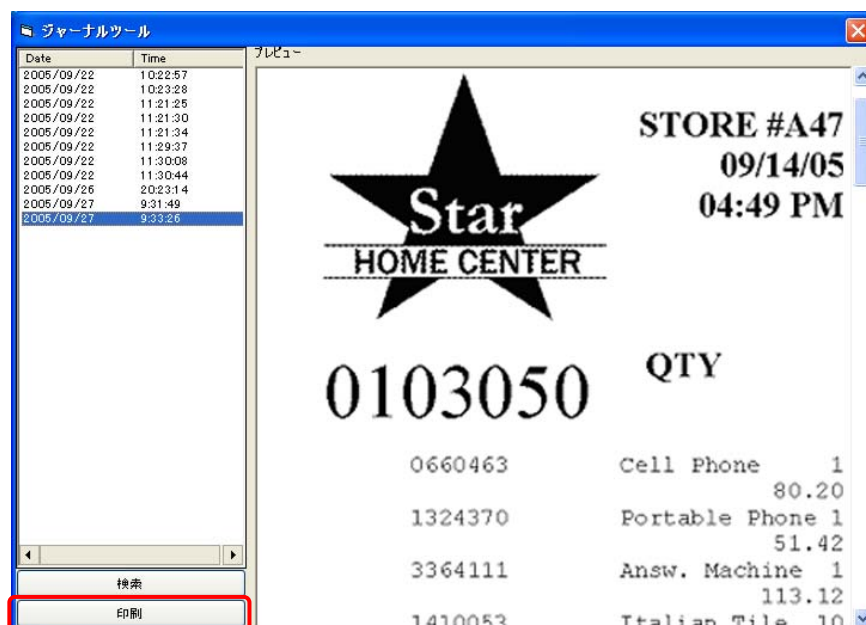 ジャーナルツール
Date Time
2005/09/22 10:22:57
2005/09/22 10:23:28
2005/09/22 11:21:25
2005/09/22 11:21:30
2005/09/22 11:21:34
2005/09/22 11:29:37
2005/09/22 11:30:08
2005/09/22 11:30:44
2005/09/26 20:23:14
2005/09/27 9:31:49
2005/09/27 9:33:26
検索
印刷
プレビュー
Star
HOME CENTER
STORE #A47
09/14/05
04:49 PM
0103050 QTY
0660463 Cell Phone 1
80.20
1324370 Portable Phone 1
51.42
3364111 Answ. Machine 1
113.12
1410053 Italian Tile 10